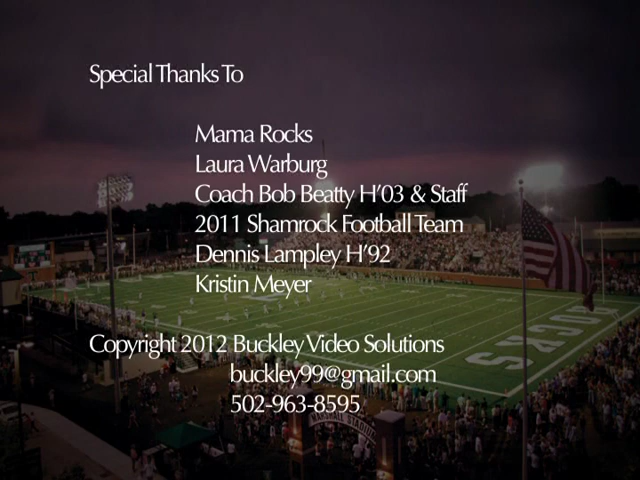 Special Thanks To
Mama Rocks
Laura Warburg
Coach Bob Beatty H'03 & Staff
2011 Shamrock Football Team
Dennis Lampley H'92
Kristin Meyer
Copyright 2012 Buckley Video Solutions
buckley99@gmail.com
502-963-8595
ROCKS